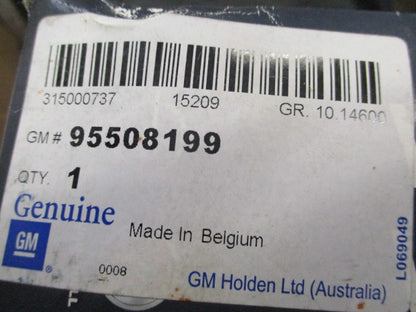 315000737 15209 GR. 10.14600
GM # 95508199
QTY. 1
Genuine
GM
Made In Belgium
0008
GM Holden Ltd (Australia)
L069049